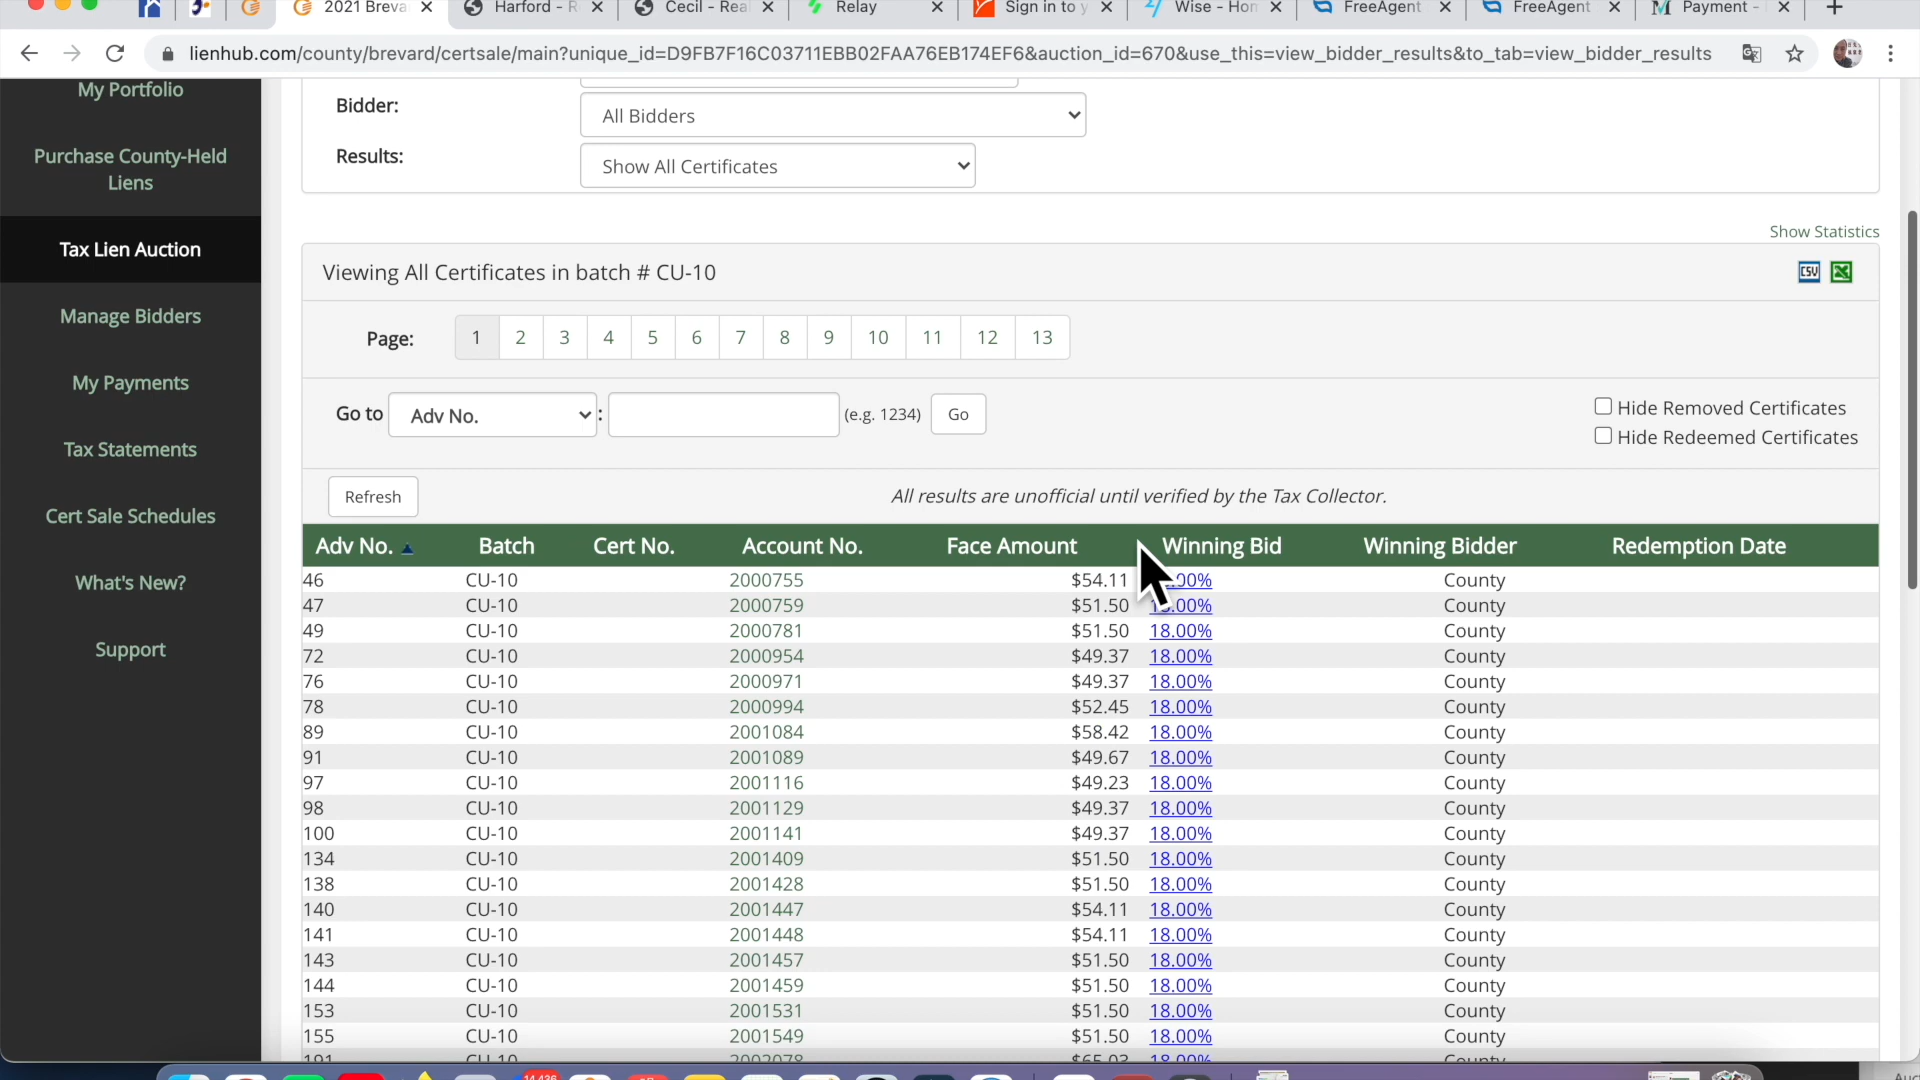 2021 Breva
Harford - R
Cecil - Rea
Relay
Sign in to y
Wise - Hon
FreeAgent
FreeAgent
Payment -
lienhub.com/county/brevard/certsale/main?unique_id=D9FB7F16C03711EBB02FAA76EB174EF6&auction_id=670&use_this=view_bidder_results&to_tab=view_bidder_results
My Portfolio
Purchase County-Held
Liens
Tax Lien Auction
Manage Bidders
My Payments
Tax Statements
Cert Sale Schedules
What's New?
Support
Bidder:
All Bidders
Results:
Show All Certificates
Show Statistics
Viewing All Certificates in batch # CU-10
CSV
Page: 1 2 3 4 5 6 7 8 9 10 11 12 13
Go to Adv No. : (e.g. 1234) Go
Hide Removed Certificates
Hide Redeemed Certificates
Refresh
All results are unofficial until verified by the Tax Collector.
Adv No. Batch Cert No. Account No. Face Amount Winning Bid Winning Bidder Redemption Date
46 CU-10 2000755 $54.11 County
47 CU-10 2000759 $51.50 County
49 CU-10 2000781 $51.50 18.00% County
72 CU-10 2000954 $49.37 18.00% County
76 CU-10 2000971 $49.37 18.00% County
78 CU-10 2000994 $52.45 18.00% County
89 CU-10 2001084 $58.42 18.00% County
91 CU-10 2001089 $49.67 18.00% County
97 CU-10 2001116 $49.23 18.00% County
98 CU-10 2001129 $49.37 18.00% County
100 CU-10 2001141 $49.37 18.00% County
134 CU-10 2001409 $51.50 18.00% County
138 CU-10 2001428 $51.50 18.00% County
140 CU-10 2001447 $54.11 18.00% County
141 CU-10 2001448 $54.11 18.00% County
143 CU-10 2001457 $51.50 18.00% County
144 CU-10 2001459 $51.50 18.00% County
153 CU-10 2001531 $51.50 18.00% County
155 CU-10 2001549 $51.50 18.00% County
191 CU-10 2002078 $65.03 18.00% County
14,436